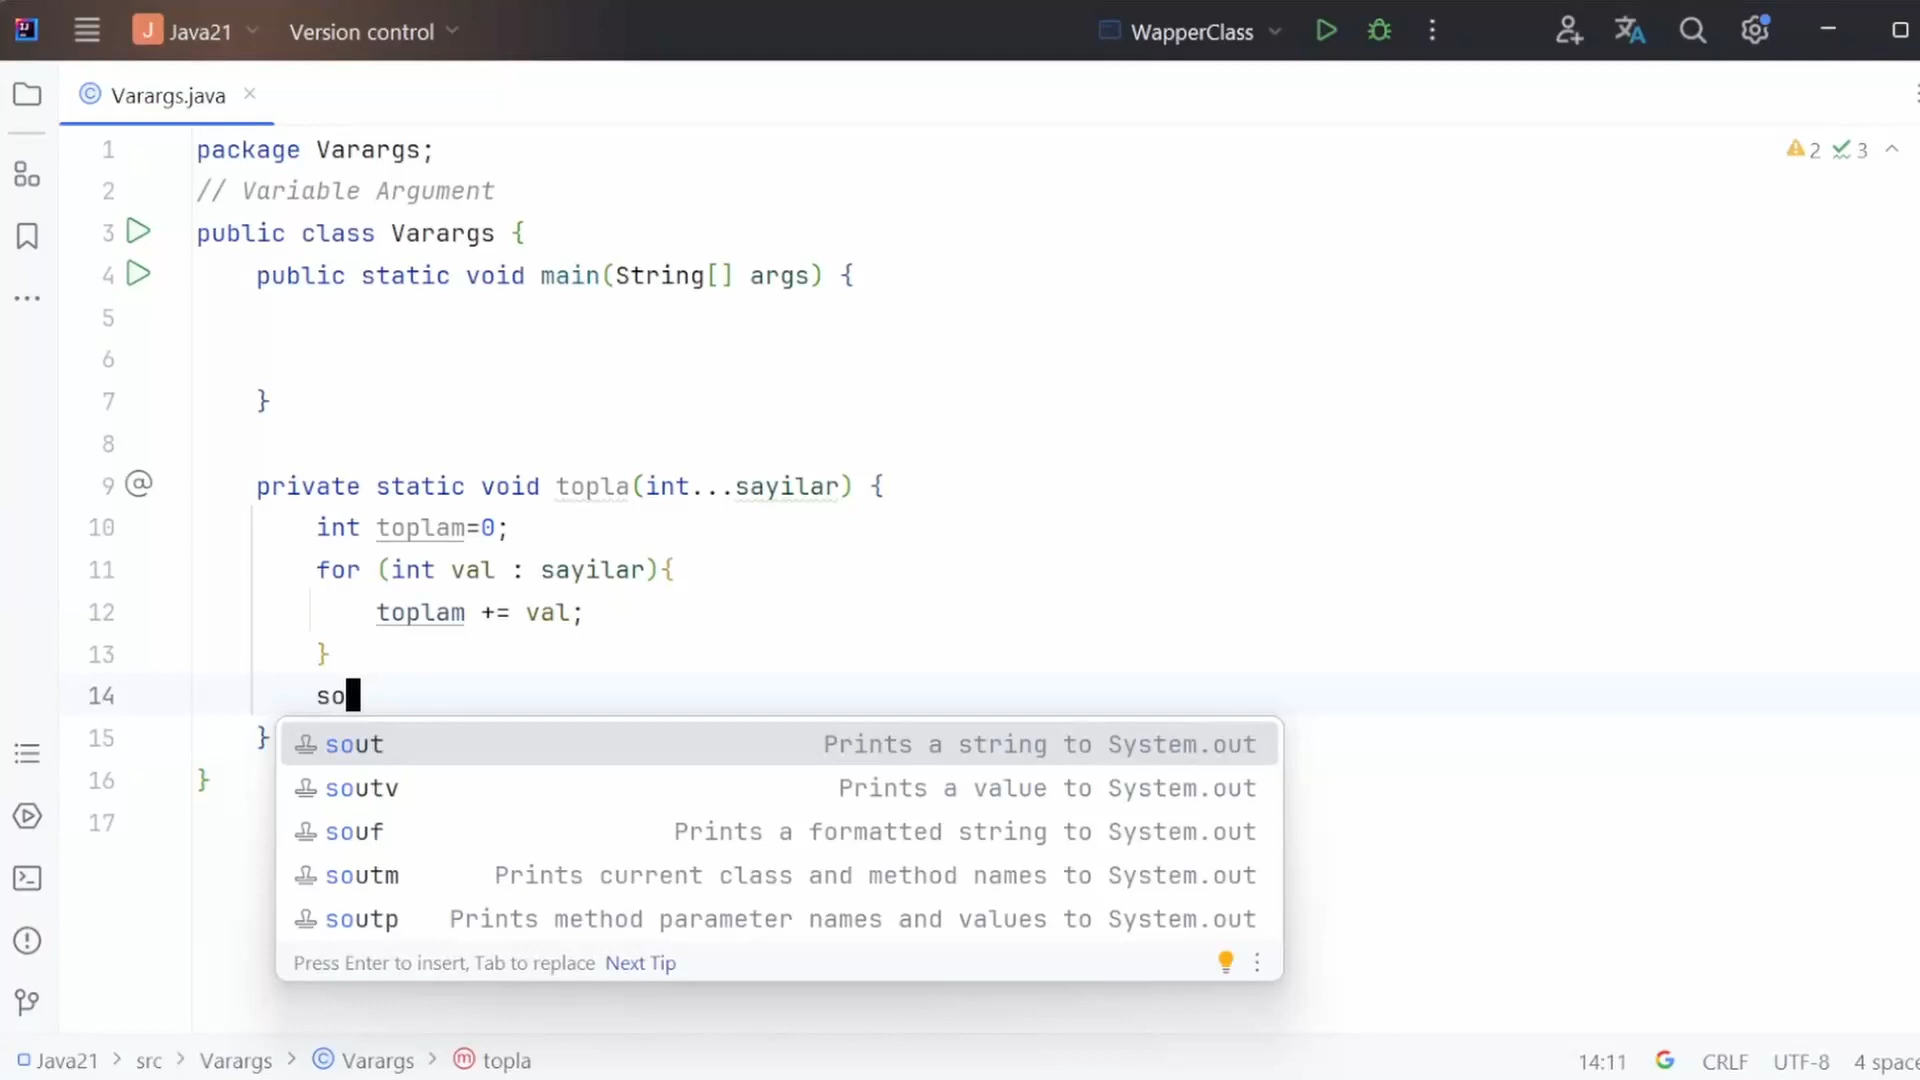 J Java21 Version control WapperClass
Varargs.java
1 package Varargs; 2 3
2 // Variable Argument
3 public class Varargs {
4 public static void main(String[] args) {
5
6
7 }
8
9 private static void topla(int...sayilar) {
10 int toplam=0;
11 for (int val : sayilar){
12 toplam += val;
13 }
14 so
15 }
16 }
17
sout Prints a string to System.out
soutv Prints a value to System.out
souf Prints a formatted string to System.out
soutm Prints current class and method names to System.out
soutp Prints method parameter names and values to System.out
Press Enter to insert, Tab to replace Next Tip
Java21 > src > Varargs > Varargs > topla 14:11 CRLF UTF-8 4 space